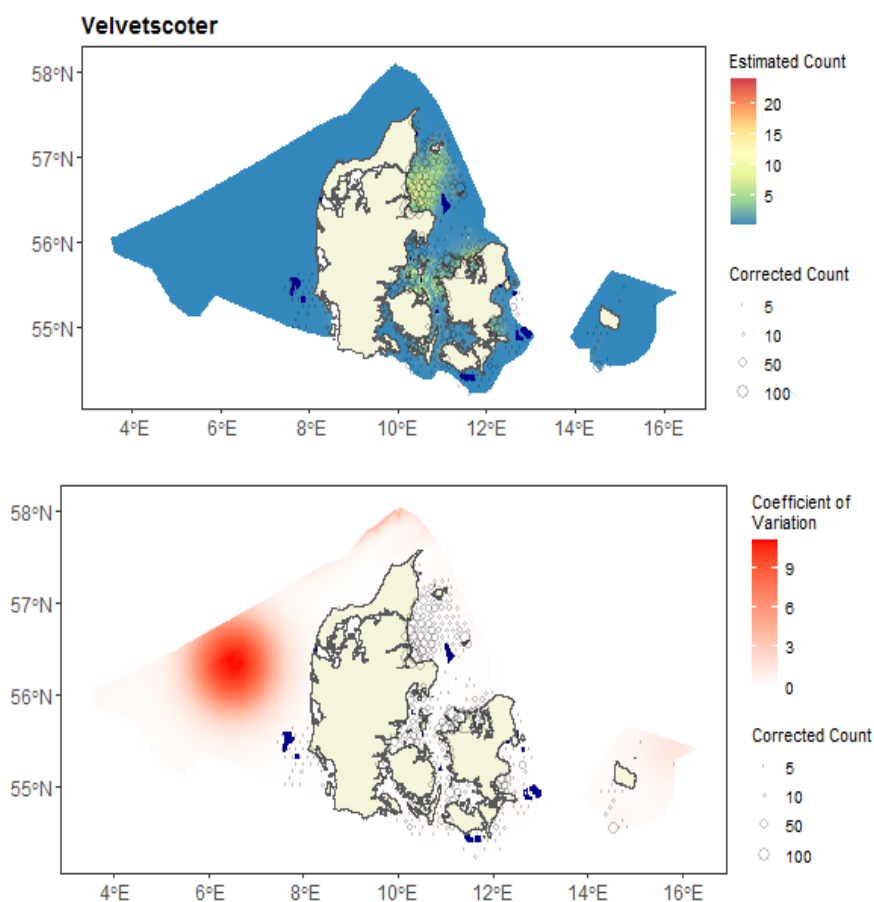 Velvetscoter
58°N
57°N
56°N
55°N
4°E
6°E
8°E
10°E
12°E
14°E
16°E
Estimated Count
20
15
10
5
Corrected Count
5
10
50
100
58°N
57°N
56°N
55°N
4°E
6°E
8°E
10°E
12°E
14°E
16°E
Coefficient of
Variation
9
6
3
0
Corrected Count
5
10
50
100